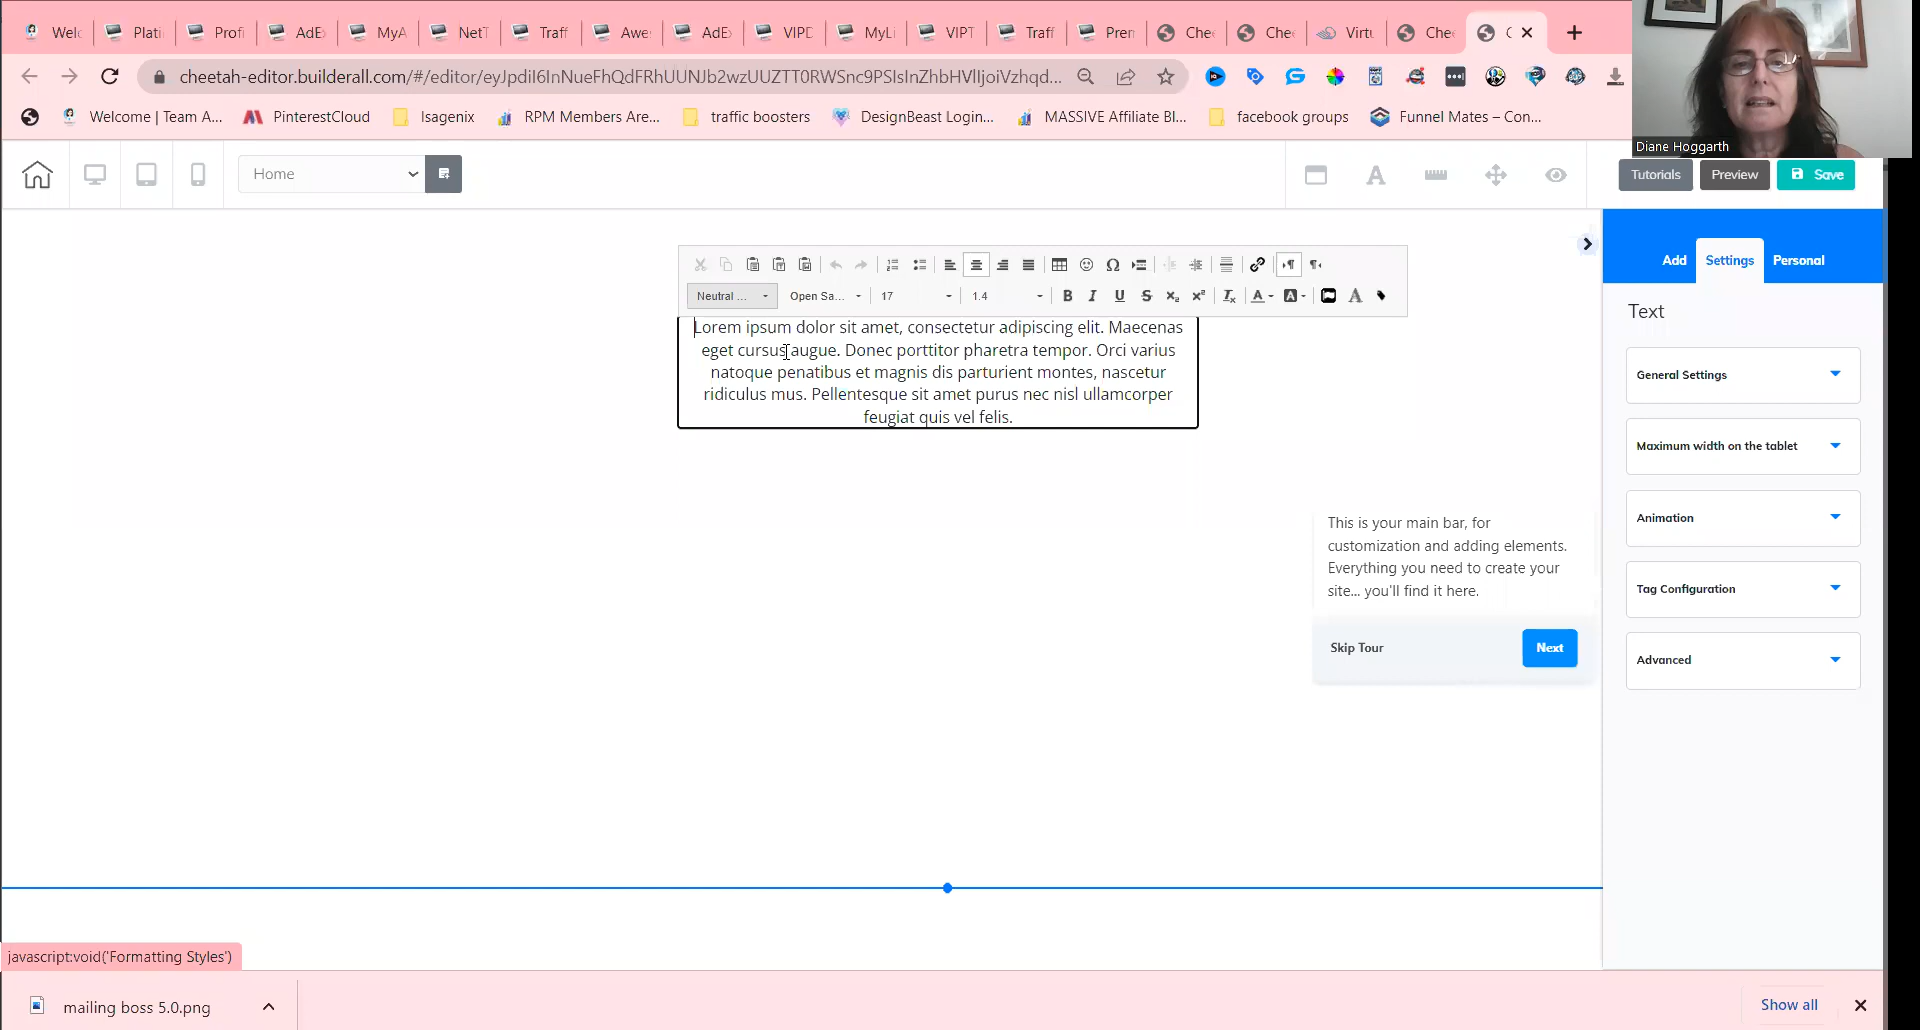 Welc
Plati
Profi
AdEx
MyA
NetT
Traff
Awe
AdEx
VIPD
MyLi
VIPT
Traff
Pren
Chee
Chee
Virtu
Chee
C
cheetah-editor.builderall.com/#/editor/
Welcome | Team A...
PinterestCloud
Isagenix
RPM Members Are...
traffic boosters
DesignBeast Login...
MASSIVE Affiliate Bl...
facebook groups
Funnel Mates – Con...
Diane Hoggarth
Home
Tutorials
Preview
Save
Add
Settings
Personal
Neutral ...
Open Sa...
17
1.4
Lorem ipsum dolor sit amet, consectetur adipiscing elit. Maecenas
eget cursus augue. Donec porttitor pharetra tempor. Orci varius
natoque penatibus et magnis dis parturient montes, nascetur
ridiculus mus. Pellentesque sit amet purus nec nisl ullamcorper
feugiat quis vel felis.
Text
General Settings
Maximum width on the tablet
Animation
Tag Configuration
Advanced
This is your main bar, for
customization and adding elements.
Everything you need to create your
site... you'll find it here.
Skip Tour
Next
javascript:void('Formatting Styles')
mailing boss 5.0.png
Show all